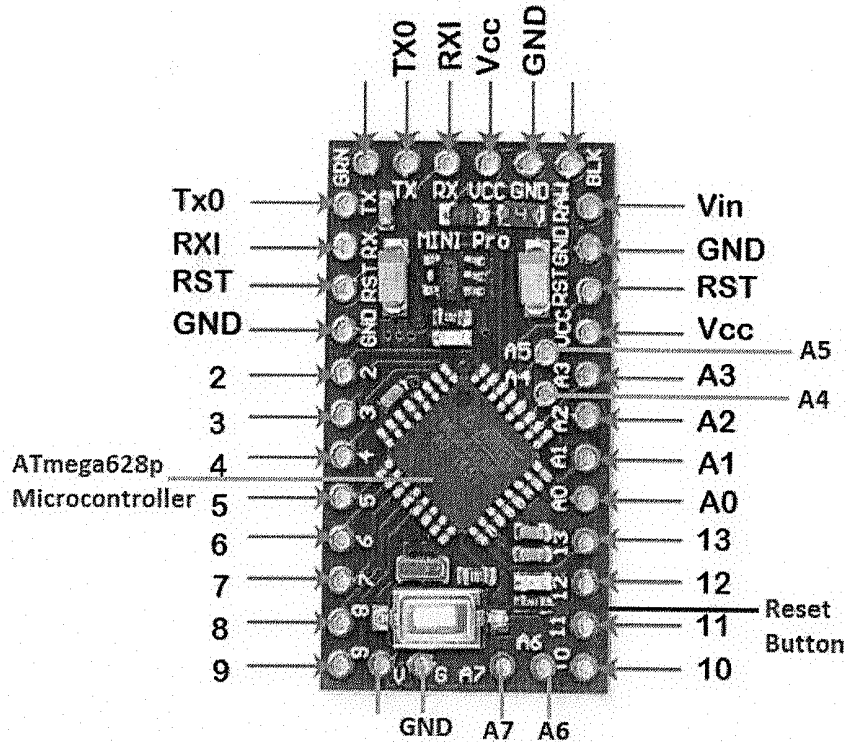 TX0
RXI
Vcc
GND
GRN
TX
RX
VCC
GND
BLK
Tx0
RXI
RST
GND
2
3
4
5
6
7
8
9
ATmega628p
Microcontroller
TX
RX
RST
GND
2
3
4
5
6
7
8
9
MINI Pro
A5
A4
RAW
GND
RST
VCC
A3
A2
A1
A0
13
12
11
10
A6
V
G
A7
Vin
GND
RST
Vcc
A5
A3
A4
A2
A1
A0
13
12
11
10
Reset
Button
GND
A7
A6